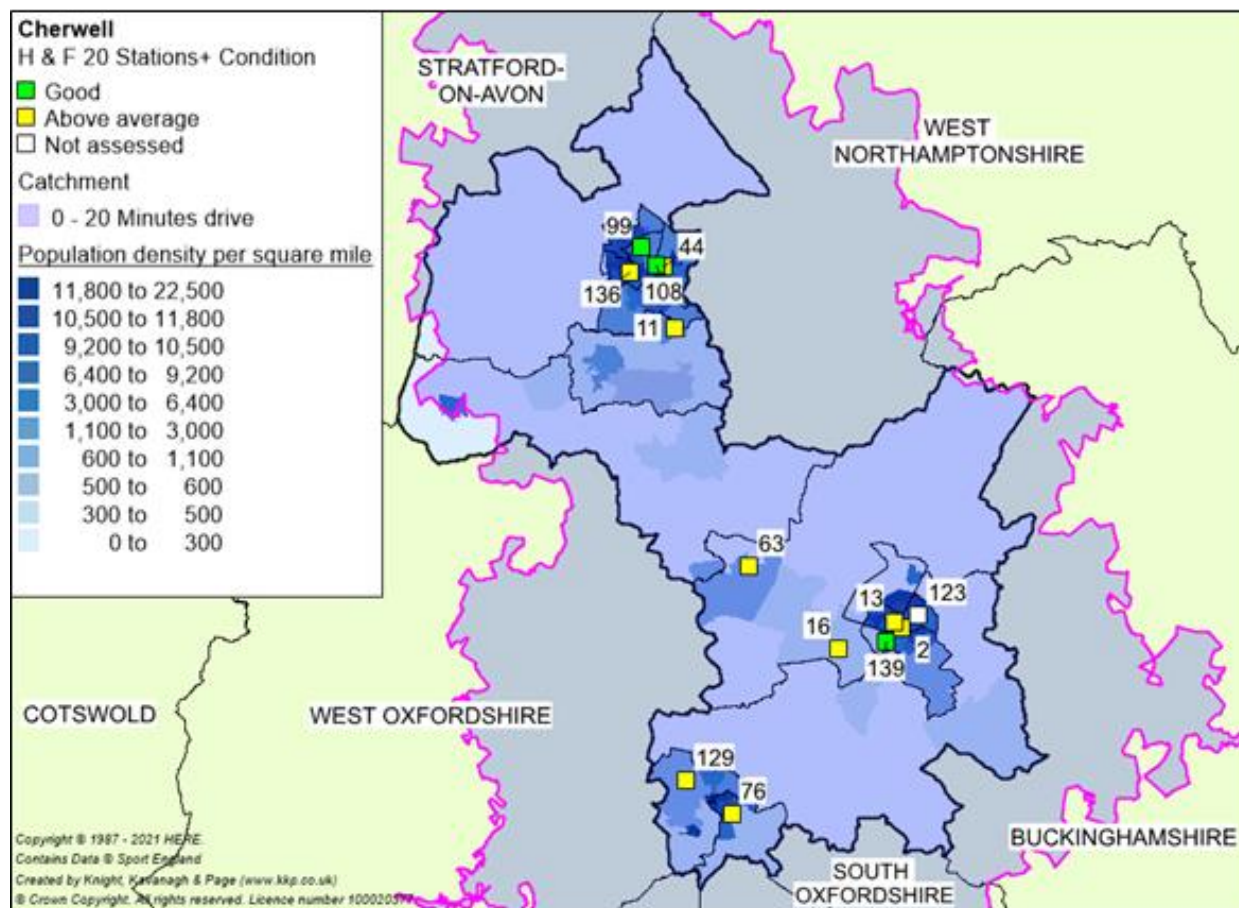 Cherwell
H & F 20 Stations+ Condition
Good
Above average
Not assessed
Catchment
0 - 20 Minutes drive
Population density per square mile
11,800 to 22,500
10,500 to 11,800
9,200 to 10,500
6,400 to 9,200
3,000 to 6,400
1,100 to 3,000
600 to 1,100
500 to 600
300 to 500
0 to 300
STRATFORD-
ON-AVON
WEST
NORTHAMPTONSHIRE
99
44
136
108
11
63
13
123
16
2
139
COTSWOLD
WEST OXFORDSHIRE
129
76
BUCKINGHAMSHIRE
SOUTH
OXFORDSHIRE
Copyright © 1987 - 2021 HERE.
Contains Data © Sport England
Created by Knight, Kavanagh & Page (www.kkp.co.uk)
© Crown Copyright. All rights reserved. Licence number 100020577.